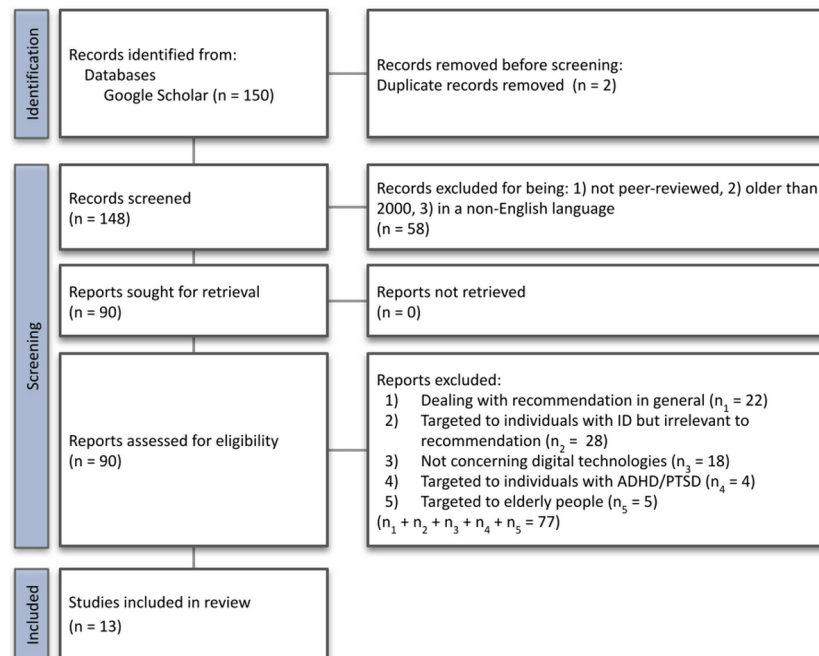 Identification
Records identified from:
Databases
Google Scholar (n = 150)
Records removed before screening:
Duplicate records removed (n = 2)
Screening
Records screened
(n = 148)
Records excluded for being: 1) not peer-reviewed, 2) older than
2000, 3) in a non-English language
(n = 58)
Reports sought for retrieval
(n = 90)
Reports not retrieved
(n = 0)
Reports assessed for eligibility
(n = 90)
Reports excluded:
1) Dealing with recommendation in general (n₁ = 22)
2) Targeted to individuals with ID but irrelevant to
recommendation (n₂ = 28)
3) Not concerning digital technologies (n₃ = 18)
4) Targeted to individuals with ADHD/PTSD (n₄ = 4)
5) Targeted to elderly people (n₅ = 5)
(n₁ + n₂ + n₃ + n₄ + n₅ = 77)
Included
Studies included in review
(n = 13)